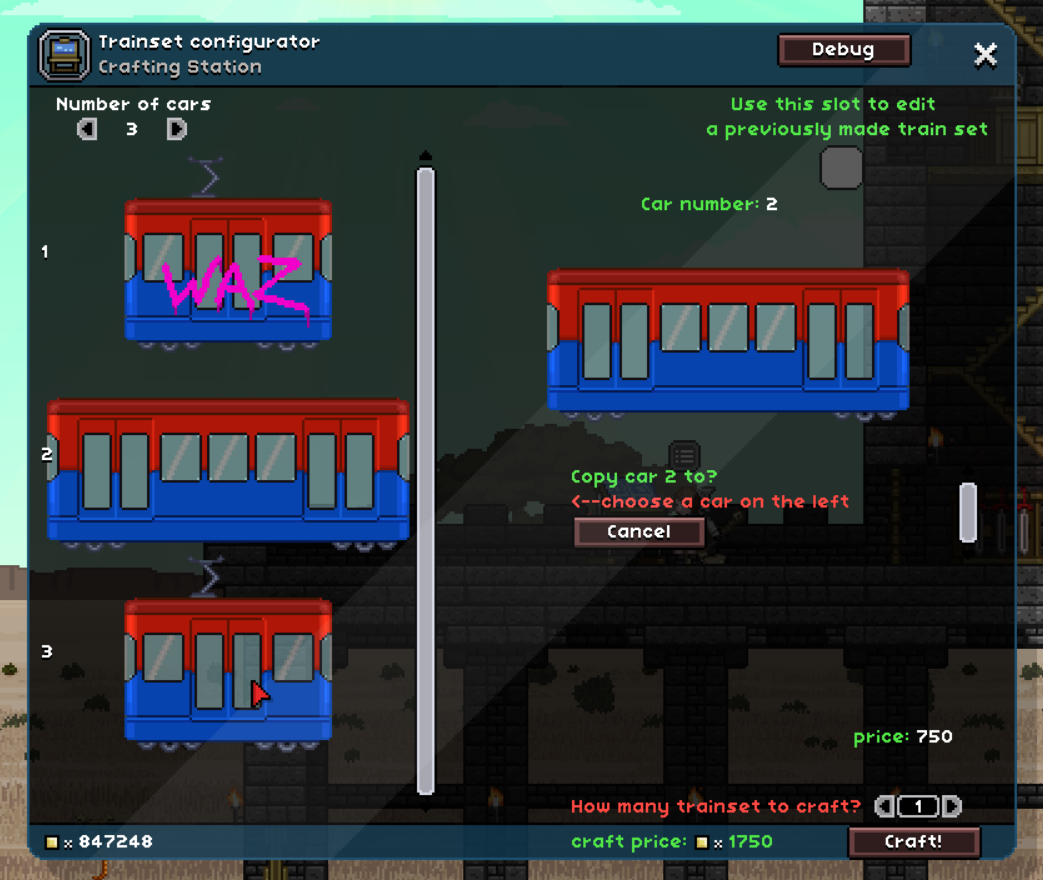 Trainset configurator
Crafting Station
Debug
Number of cars
3
Use this slot to edit
a previously made train set
Car number: 2
1
WAZ
2
Copy car 2 to?
<--choose a car on the left
Cancel
3
price: 750
How many trainset to craft? 1
x 847248
craft price: x 1750
Craft!